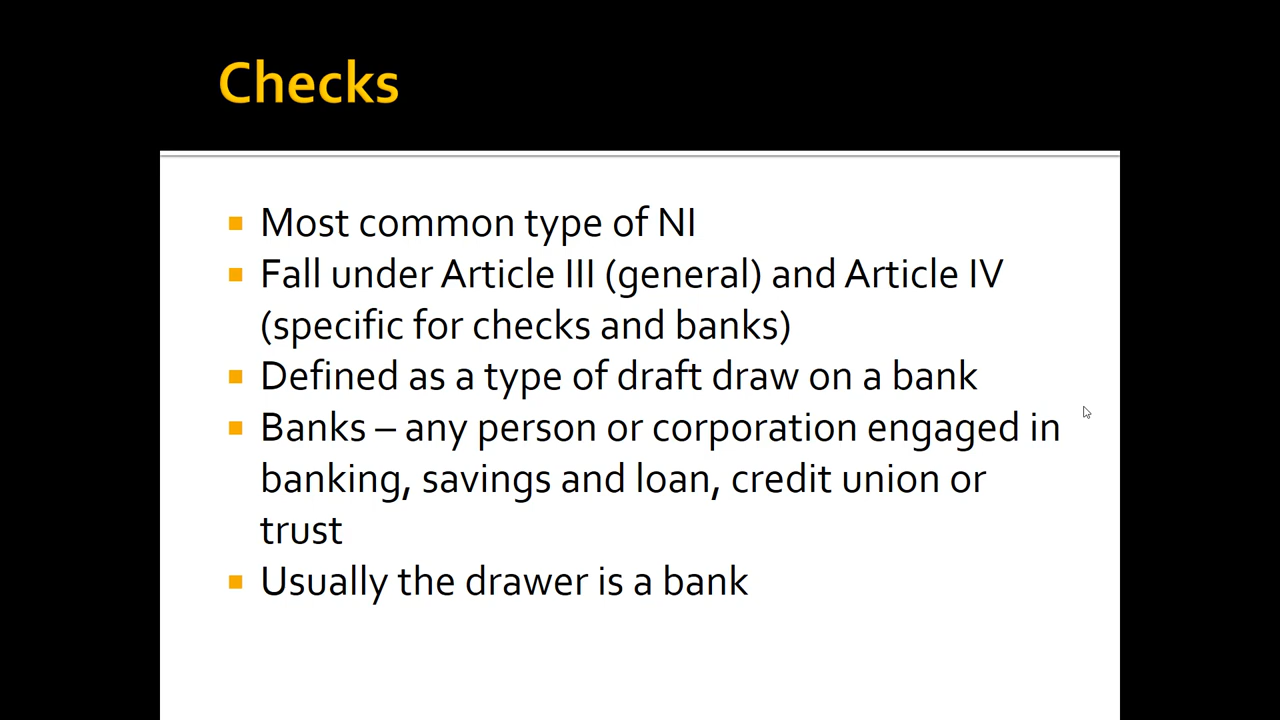 Checks
Most common type of NI
Fall under Article III (general) and Article IV
(specific for checks and banks)
Defined as a type of draft draw on a bank
Banks – any person or corporation engaged in
banking, savings and loan, credit union or
trust
Usually the drawer is a bank